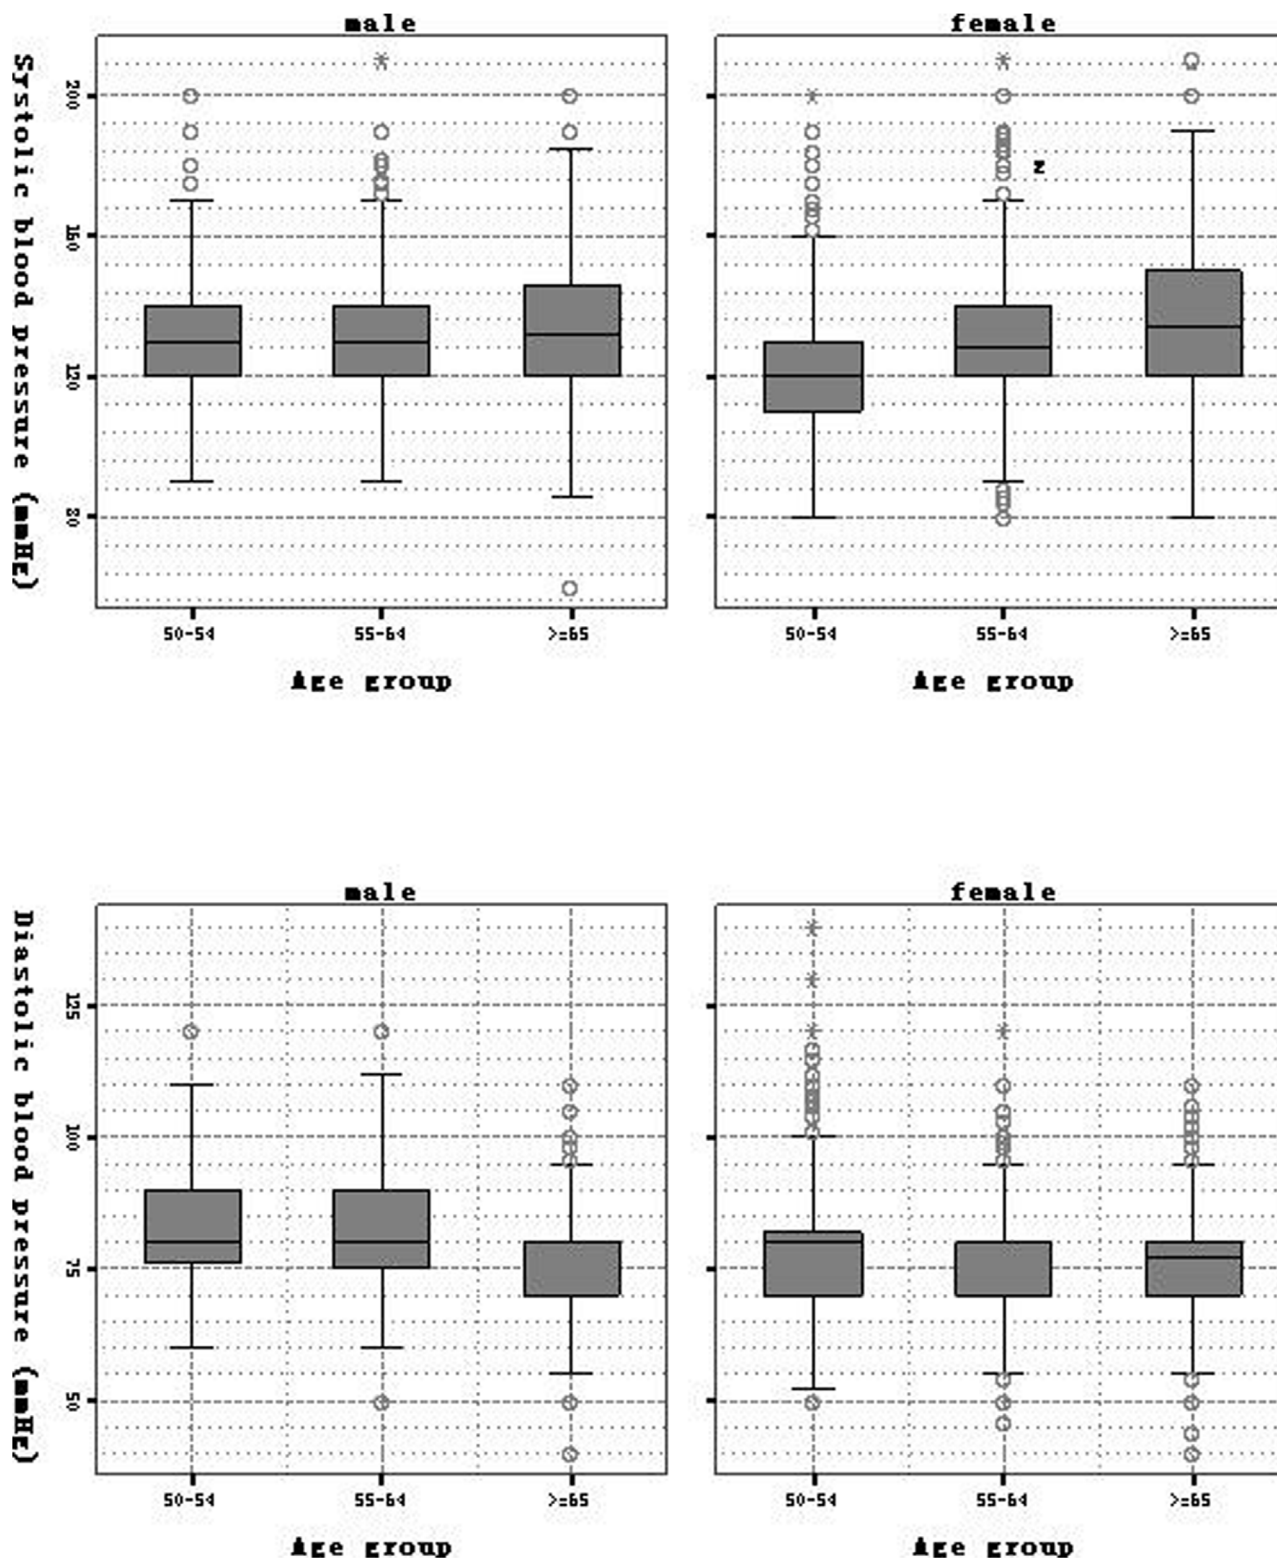 male
female
Systolic blood pressure (mmHg)
200
160
120
80
z
50-54
55-64
>=65
50-54
55-64
>=65
Age group
Age group
male
female
Diastolic blood pressure (mmHg)
125
100
75
50
50-54
55-64
>=65
50-54
55-64
>=65
Age group
Age group